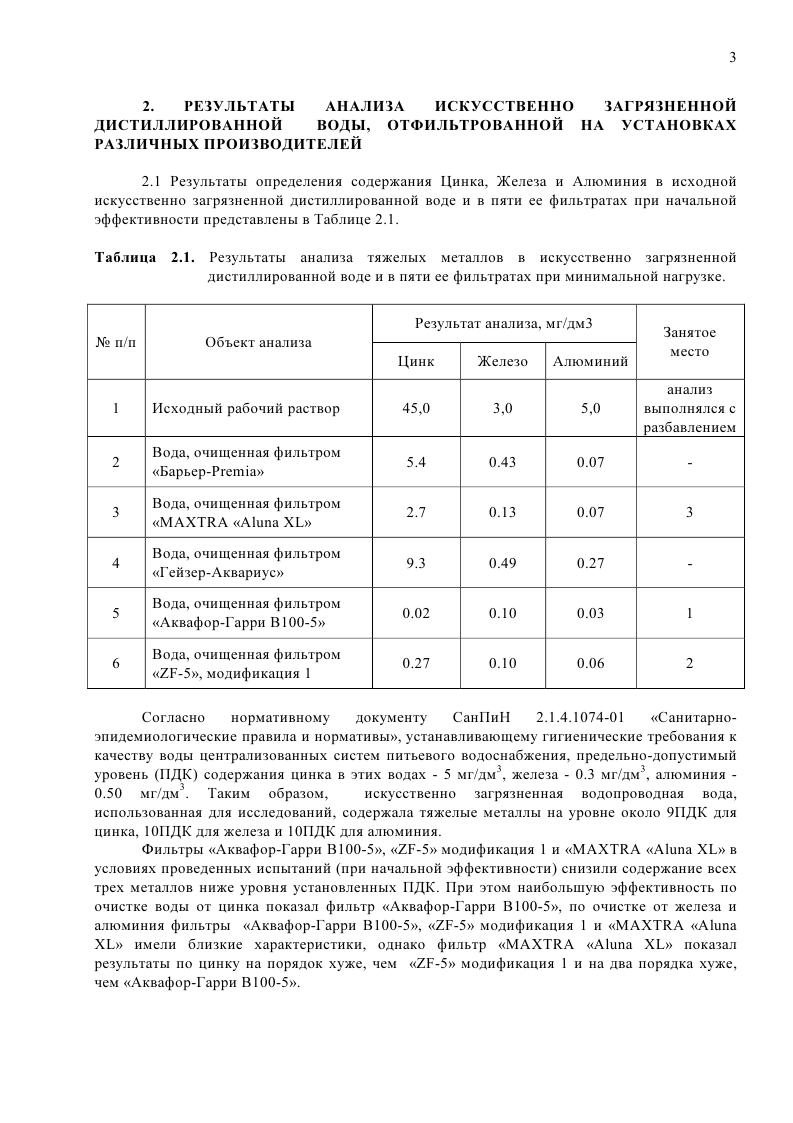 3
2. РЕЗУЛЬТАТЫ АНАЛИЗА ИСКУССТВЕННО ЗАГРЯЗНЕННОЙ
ДИСТИЛЛИРОВАННОЙ ВОДЫ, ОТФИЛЬТРОВАННОЙ НА УСТАНОВКАХ
РАЗЛИЧНЫХ ПРОИЗВОДИТЕЛЕЙ
2.1 Результаты определения содержания Цинка, Железа и Алюминия в исходной
искусственно загрязненной дистиллированной воде и в пяти ее фильтратах при начальной
эффективности представлены в Таблице 2.1.
Таблица 2.1. Результаты анализа тяжелых металлов в искусственно загрязненной
дистиллированной воде и в пяти ее фильтратах при минимальной нагрузке.
№ п/п Объект анализа Результат анализа, мг/дм3 Занятое
место
Цинк Железо Алюминий
1 Исходный рабочий раствор 45,0 3,0 5,0 анализ
выполнялся с
разбавлением
2 Вода, очищенная фильтром
«Барьер-Premia» 5.4 0.43 0.07 -
3 Вода, очищенная фильтром
«MAXTRA «Aluna XL» 2.7 0.13 0.07 3
4 Вода, очищенная фильтром
«Гейзер-Аквариус» 9.3 0.49 0.27 -
5 Вода, очищенная фильтром
«Аквафор-Гарри В100-5» 0.02 0.10 0.03 1
6 Вода, очищенная фильтром
«ZF-5», модификация 1 0.27 0.10 0.06 2
Согласно нормативному документу СанПиН 2.1.4.1074-01 «Санитарно-
эпидемиологические правила и нормативы», устанавливающему гигиенические требования к
качеству воды централизованных систем питьевого водоснабжения, предельно-допустимый
уровень (ПДК) содержания цинка в этих водах - 5 мг/дм³, железа - 0.3 мг/дм³, алюминия -
0.50 мг/дм³. Таким образом, искусственно загрязненная водопроводная вода,
использованная для исследований, содержала тяжелые металлы на уровне около 9ПДК для
цинка, 10ПДК для железа и 10ПДК для алюминия.
Фильтры «Аквафор-Гарри В100-5», «ZF-5» модификация 1 и «MAXTRA «Aluna XL» в
условиях проведенных испытаний (при начальной эффективности) снизили содержание всех
трех металлов ниже уровня установленных ПДК. При этом наибольшую эффективность по
очистке воды от цинка показал фильтр «Аквафор-Гарри В100-5», по очистке от железа и
алюминия фильтры «Аквафор-Гарри В100-5», «ZF-5» модификация 1 и «MAXTRA «Aluna
XL» имели близкие характеристики, однако фильтр «MAXTRA «Aluna XL» показал
результаты по цинку на порядок хуже, чем «ZF-5» модификация 1 и на два порядка хуже,
чем «Аквафор-Гарри В100-5».